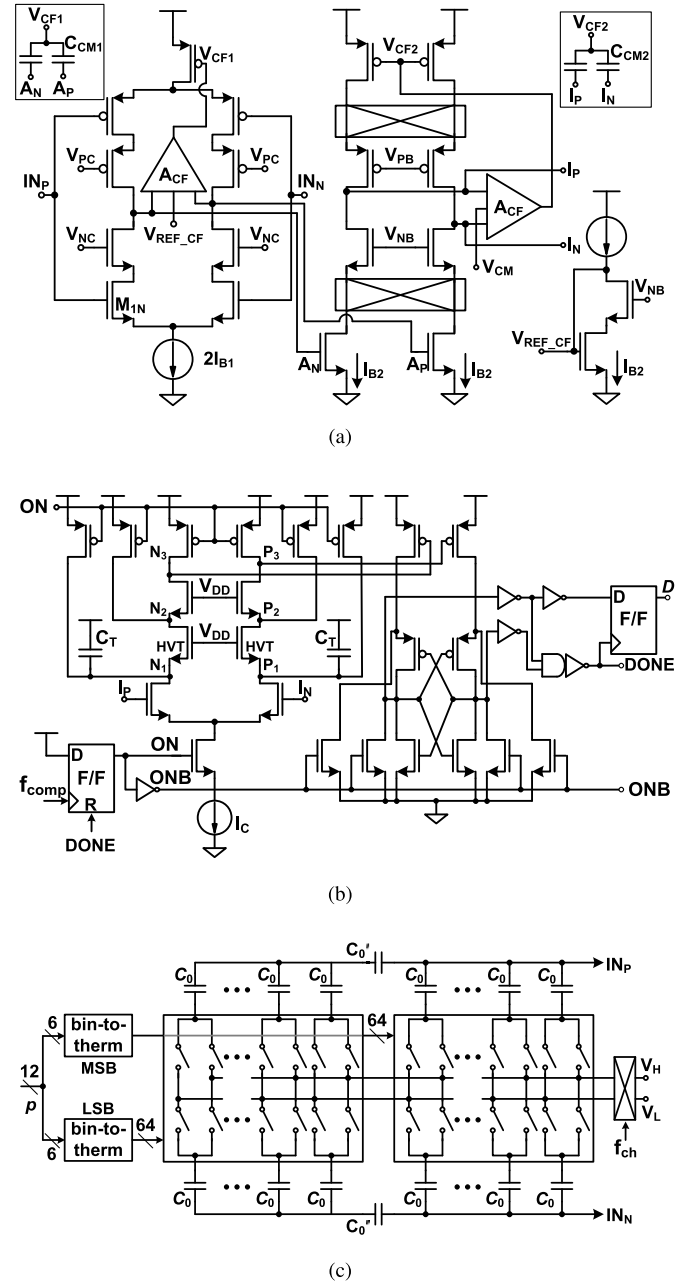 V_CF1
C_CM1
A_N A_P
V_CF1
V_CF2
V_CF2
C_CM2
I_P I_N
IN_P
V_PC
A_CF
V_PC
IN_N
V_PB
I_P
A_CF
V_NC
V_REF_CF
V_NC
V_NB
V_CM
I_N
M_1N
V_NB
2I_B1
A_N
I_B2
A_P
I_B2
V_REF_CF
I_B2
(a)
ON
N_3
P_3
V_DD
N_2
P_2
C_T
HVT
V_DD
HVT
C_T
N_1
P_1
I_P
I_N
D
F/F
D
DONE
D
F/F
R
ON
ONB
f_comp
DONE
I_C
ONB
(b)
C_0'
IN_P
C_0 ••• C_0 C_0
C_0 ••• C_0 C_0
6
bin-to-therm
MSB
64
12
p
LSB
6
bin-to-therm
64
•••
•••
•••
•••
V_H
V_L
f_ch
C_0 ••• C_0 C_0
C_0 ••• C_0 C_0
C_0"
IN_N
(c)